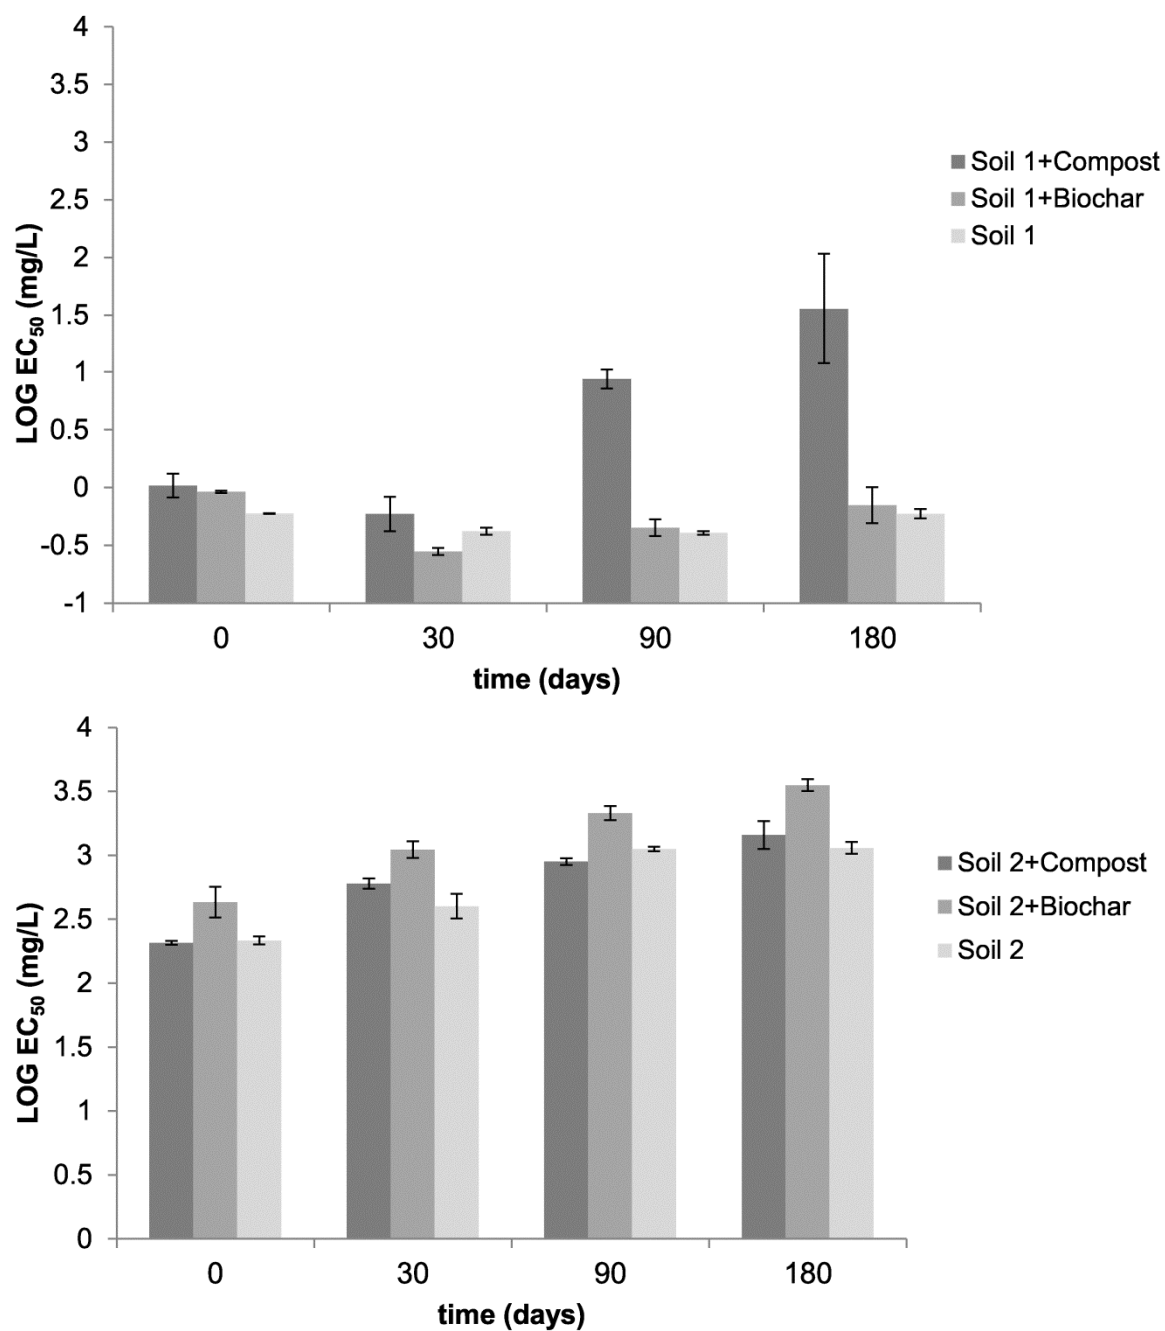 LOG EC₅₀ (mg/L)
4
3.5
3
2.5
2
1.5
1
0.5
0
-0.5
-1
0 30 90 180
time (days)
Soil 1+Compost
Soil 1+Biochar
Soil 1
LOG EC₅₀ (mg/L)
4
3.5
3
2.5
2
1.5
1
0.5
0
0 30 90 180
time (days)
Soil 2+Compost
Soil 2+Biochar
Soil 2